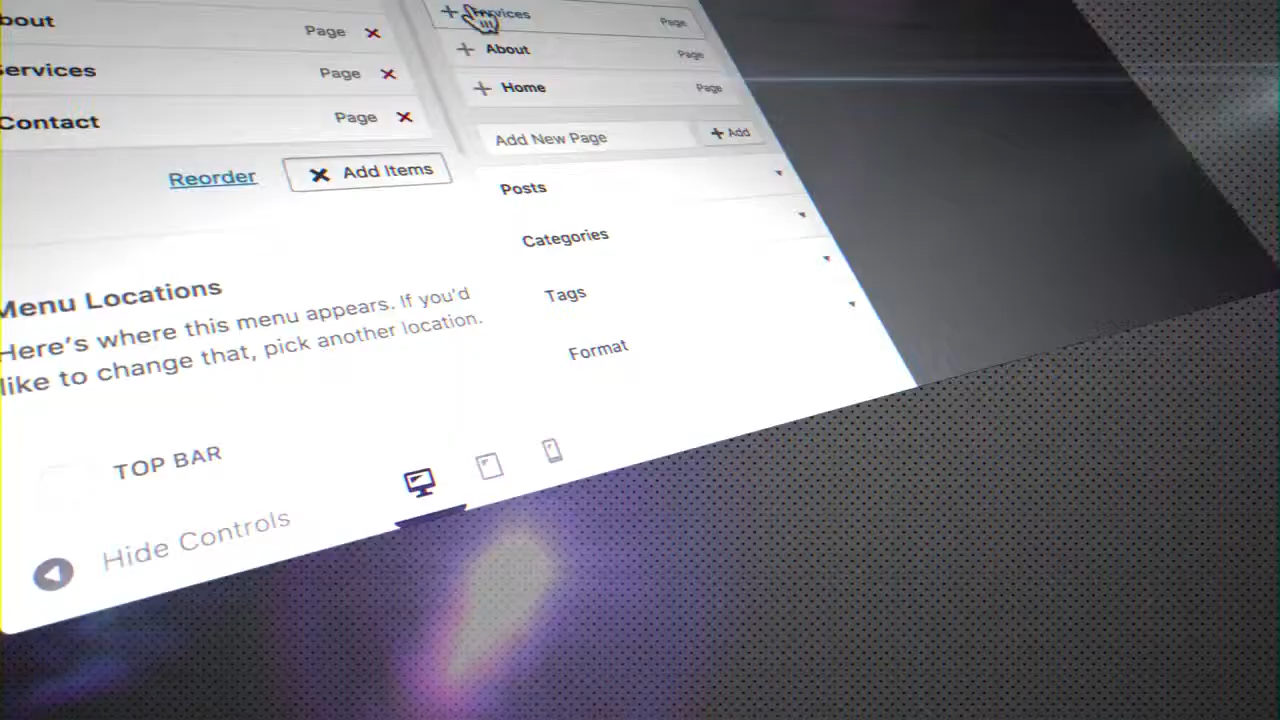 bout Page
ervices Page
Contact Page
Reorder Add Items
Menu Locations
Here's where this menu appears. If you'd
like to change that, pick another location.
TOP BAR
Hide Controls
Services Page
About Page
Home Page
Add New Page Add
Posts
Categories
Tags
Format